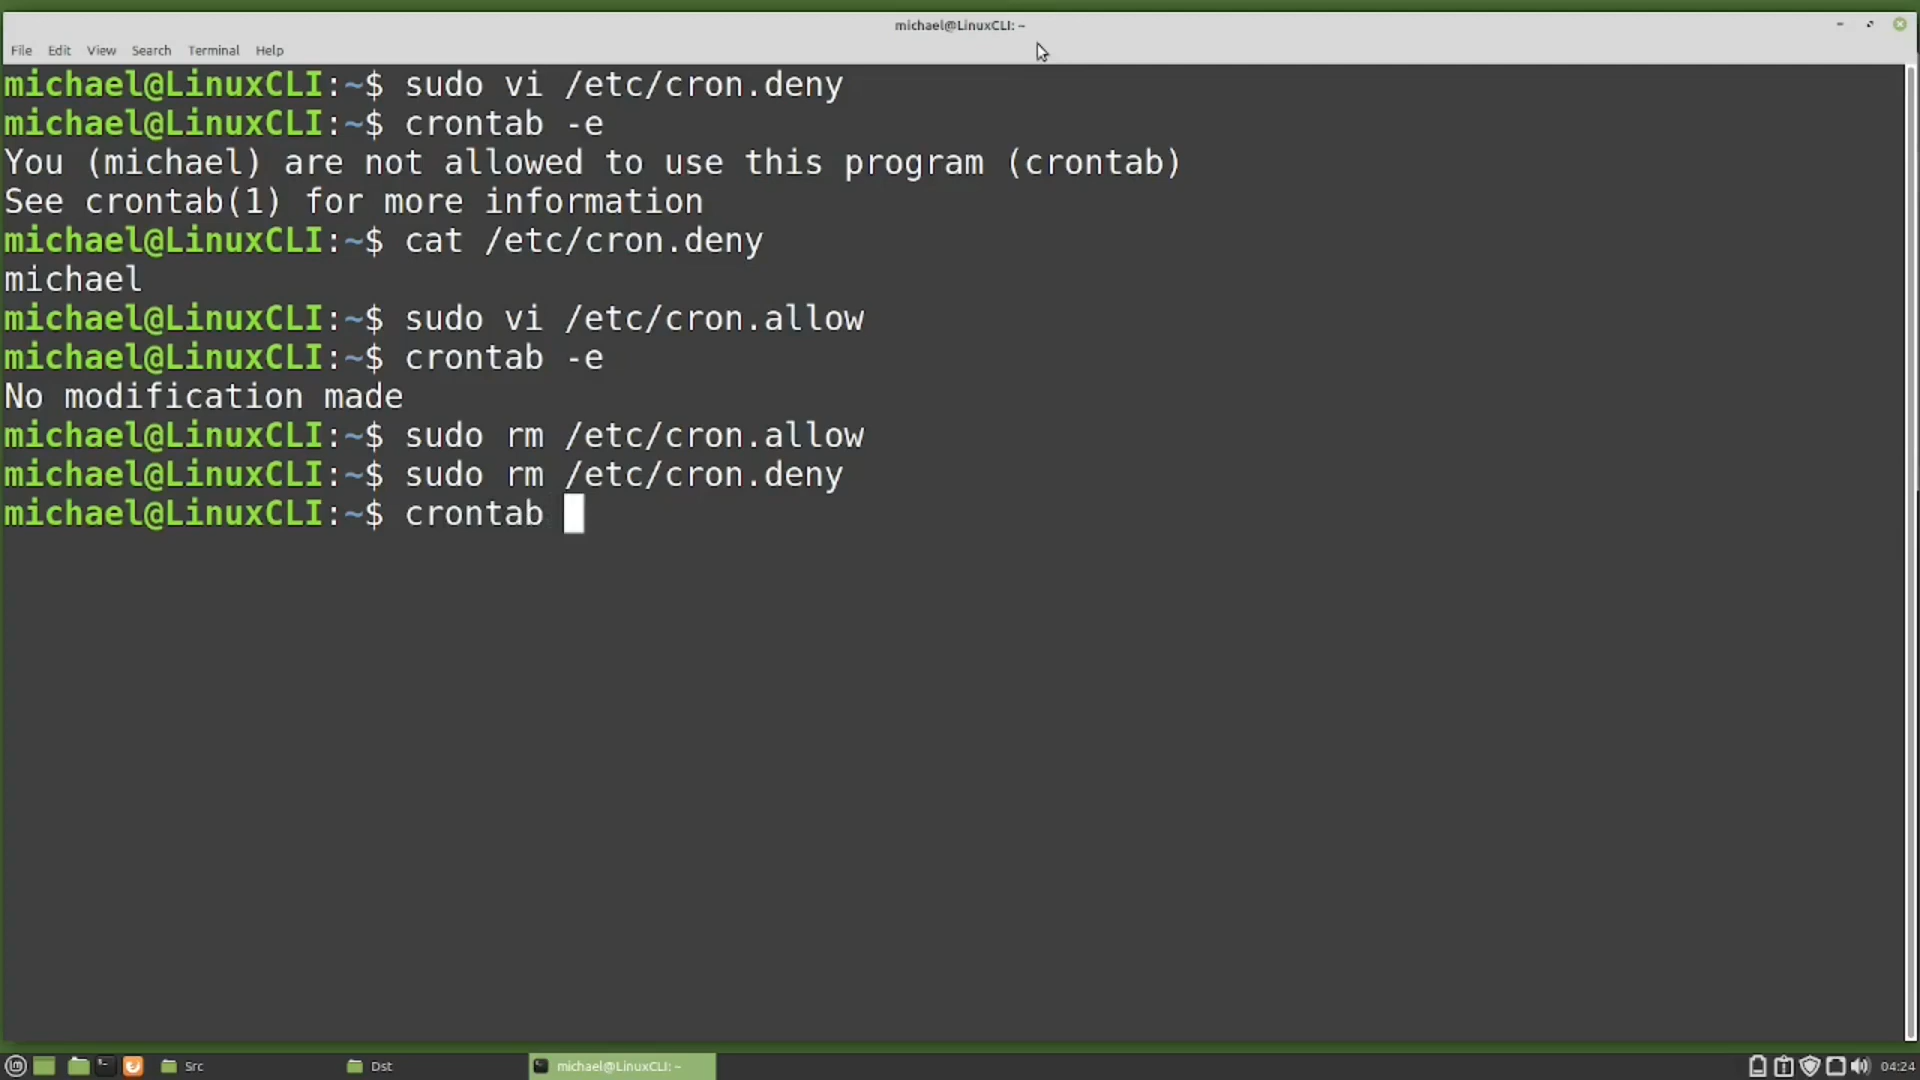 michael@LinuxCLI: ~
File Edit View Search Terminal Help
michael@LinuxCLI:~$ sudo vi /etc/cron.deny
michael@LinuxCLI:~$ crontab -e
You (michael) are not allowed to use this program (crontab)
See crontab(1) for more information
michael@LinuxCLI:~$ cat /etc/cron.deny
michael
michael@LinuxCLI:~$ sudo vi /etc/cron.allow
michael@LinuxCLI:~$ crontab -e
No modification made
michael@LinuxCLI:~$ sudo rm /etc/cron.allow
michael@LinuxCLI:~$ sudo rm /etc/cron.deny
michael@LinuxCLI:~$ crontab
Src Dst michael@LinuxCLI: ~ 04:24